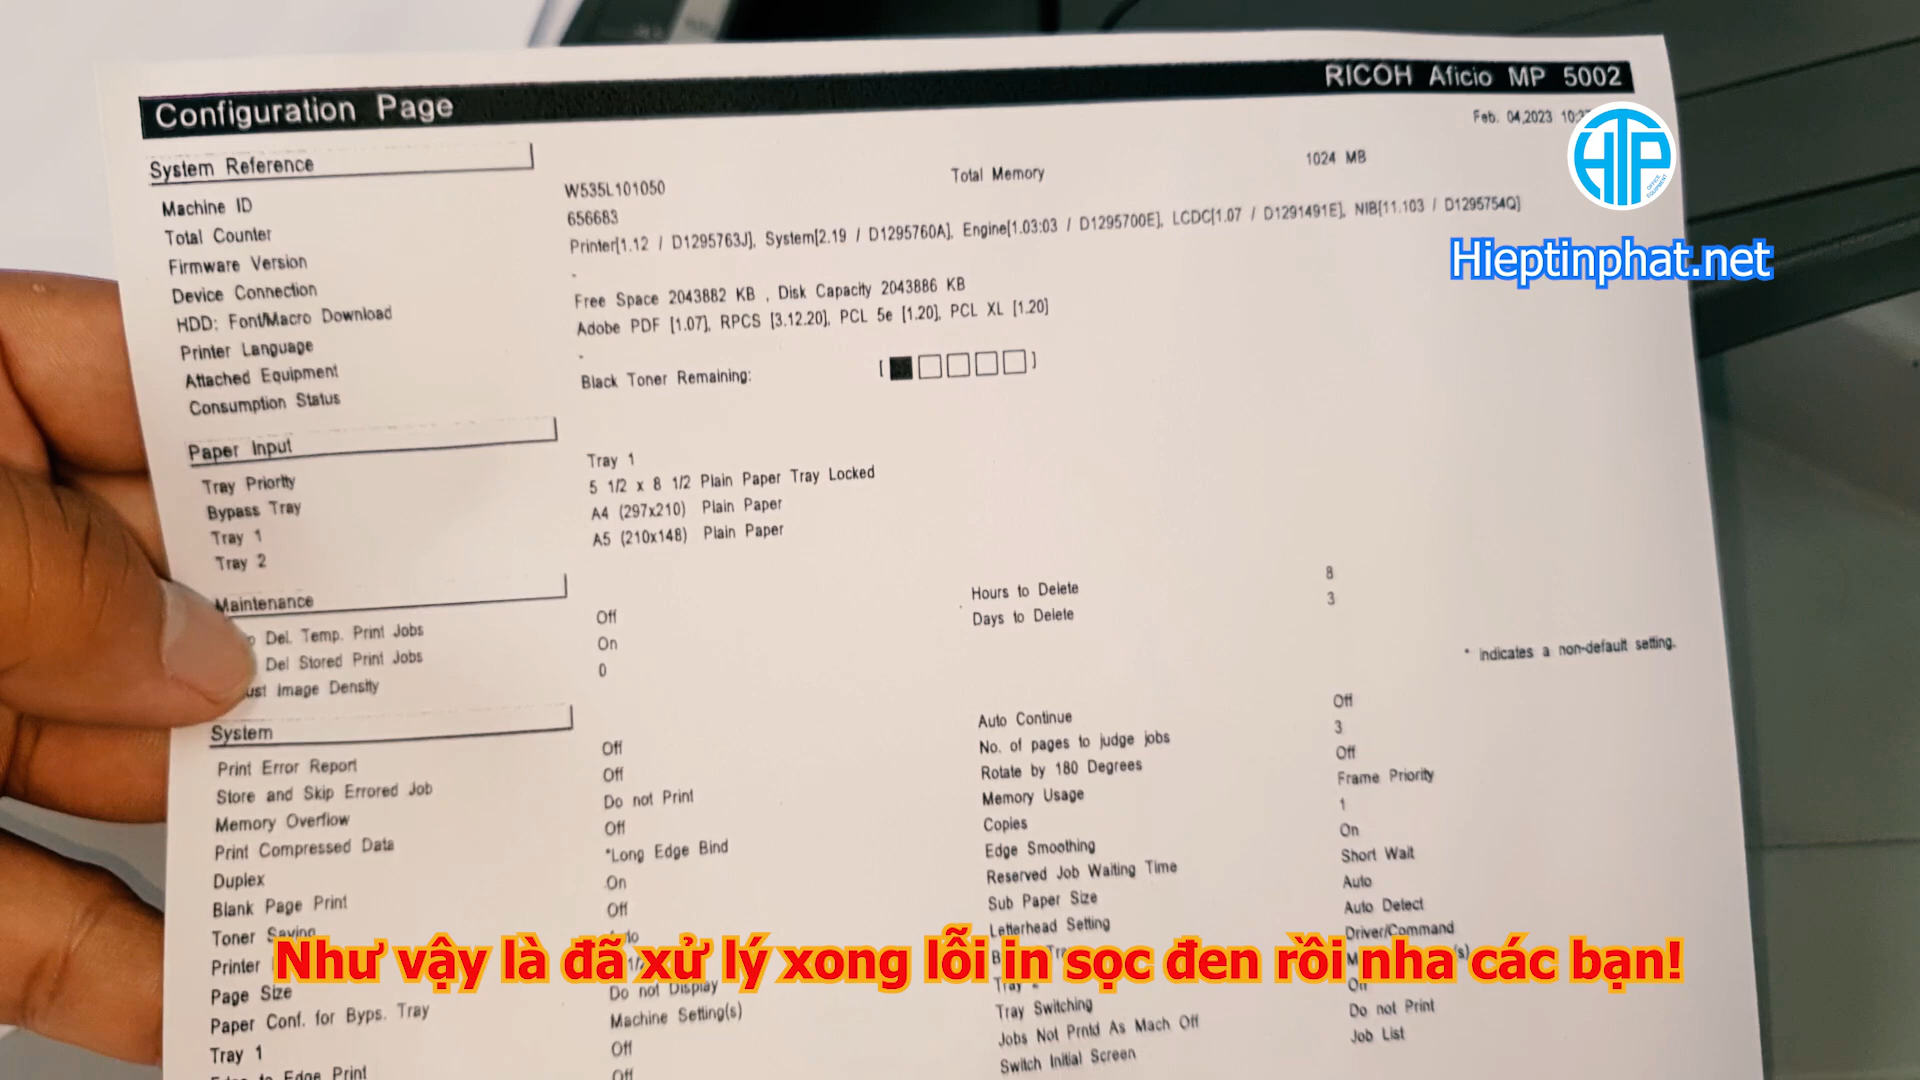 Configuration Page RICOH Aficio MP 5002
Feb. 04,2023
HTP
OFFICE EQUIPMENT
Hieptinphat.net
System Reference
Machine ID W535L101050 Total Memory 1024 MB
Total Counter 656683
Firmware Version Printer[1.12 / D1295763J], System[2.19 / D1295760A], Engine[1.03:03 / D1295700E], LCDC[1.07 / D1291491E], NIB[11.103 / D1295754Q]
Device Connection -
HDD: Font/Macro Download Free Space 2043882 KB , Disk Capacity 2043886 KB
Printer Language Adobe PDF [1.07], RPCS [3.12.20], PCL 5e [1.20], PCL XL [1.20]
Attached Equipment -
Consumption Status Black Toner Remaining: [ ]
Paper Input
Tray Priority Tray 1
Bypass Tray 5 1/2 x 8 1/2 Plain Paper Tray Locked
Tray 1 A4 (297x210) Plain Paper
Tray 2 A5 (210x148) Plain Paper
Maintenance
Del. Temp. Print Jobs Off Hours to Delete 8
Del Stored Print Jobs On Days to Delete 3
Image Density 0
* indicates a non-default setting.
System
Print Error Report Off Auto Continue Off
Store and Skip Errored Job Off No. of pages to judge jobs 3
Memory Overflow Do not Print Rotate by 180 Degrees Off
Print Compressed Data Off Memory Usage Frame Priority
Duplex *Long Edge Bind Copies 1
Blank Page Print On Edge Smoothing On
Toner Saving Off Reserved Job Waiting Time Short Wait
Printer Sub Paper Size Auto
Page Size Letterhead Setting Auto Detect
Paper Conf. for Byps. Tray Do not Display Driver/Command
Tray 1 Machine Setting(s)
Edge to Edge Print Off Tray Switching Off
Off Jobs Not Prntd As Mach Off Do not Print
Switch Initial Screen Job List
Như vậy là đã xử lý xong lỗi in sọc đen rồi nha các bạn!